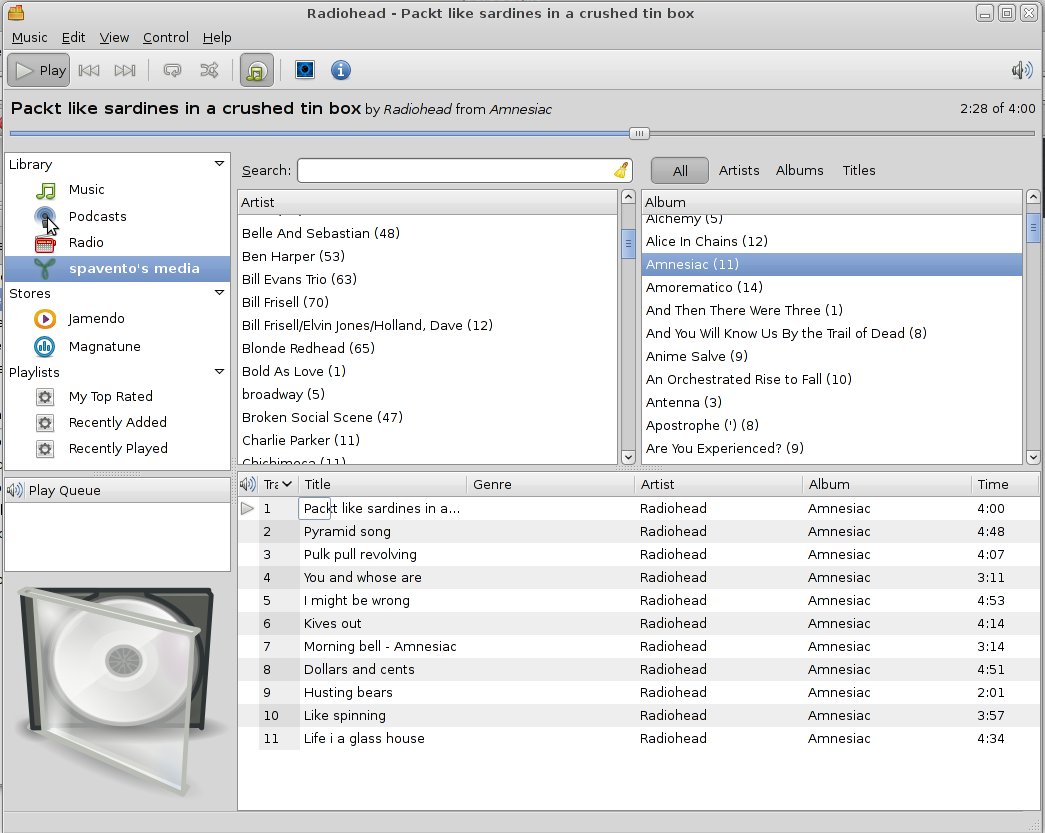 Radiohead - Packt like sardines in a crushed tin box
Music Edit View Control Help
Play
Packt like sardines in a crushed tin box by Radiohead from Amnesiac 2:28 of 4:00
Library
Music
Podcasts
Radio
spavento's media
Stores
Jamendo
Magnatune
Playlists
My Top Rated
Recently Added
Recently Played
Play Queue
Search: All Artists Albums Titles
Artist
Belle And Sebastian (48)
Ben Harper (53)
Bill Evans Trio (63)
Bill Frisell (70)
Bill Frisell/Elvin Jones/Holland, Dave (12)
Blonde Redhead (65)
Bold As Love (1)
broadway (5)
Broken Social Scene (47)
Charlie Parker (11)
Chichimeca (11)
Album
Alchemy (5)
Alice In Chains (12)
Amnesiac (11)
Amorematico (14)
And Then There Were Three (1)
And You Will Know Us By the Trail of Dead (8)
Anime Salve (9)
An Orchestrated Rise to Fall (10)
Antenna (3)
Apostrophe (') (8)
Are You Experienced? (9)
Tra Title Genre Artist Album Time
1 Packt like sardines in a... Radiohead Amnesiac 4:00
2 Pyramid song Radiohead Amnesiac 4:48
3 Pulk pull revolving Radiohead Amnesiac 4:07
4 You and whose are Radiohead Amnesiac 3:11
5 I might be wrong Radiohead Amnesiac 4:53
6 Kives out Radiohead Amnesiac 4:14
7 Morning bell - Amnesiac Radiohead Amnesiac 3:14
8 Dollars and cents Radiohead Amnesiac 4:51
9 Husting bears Radiohead Amnesiac 2:01
10 Like spinning Radiohead Amnesiac 3:57
11 Life i a glass house Radiohead Amnesiac 4:34